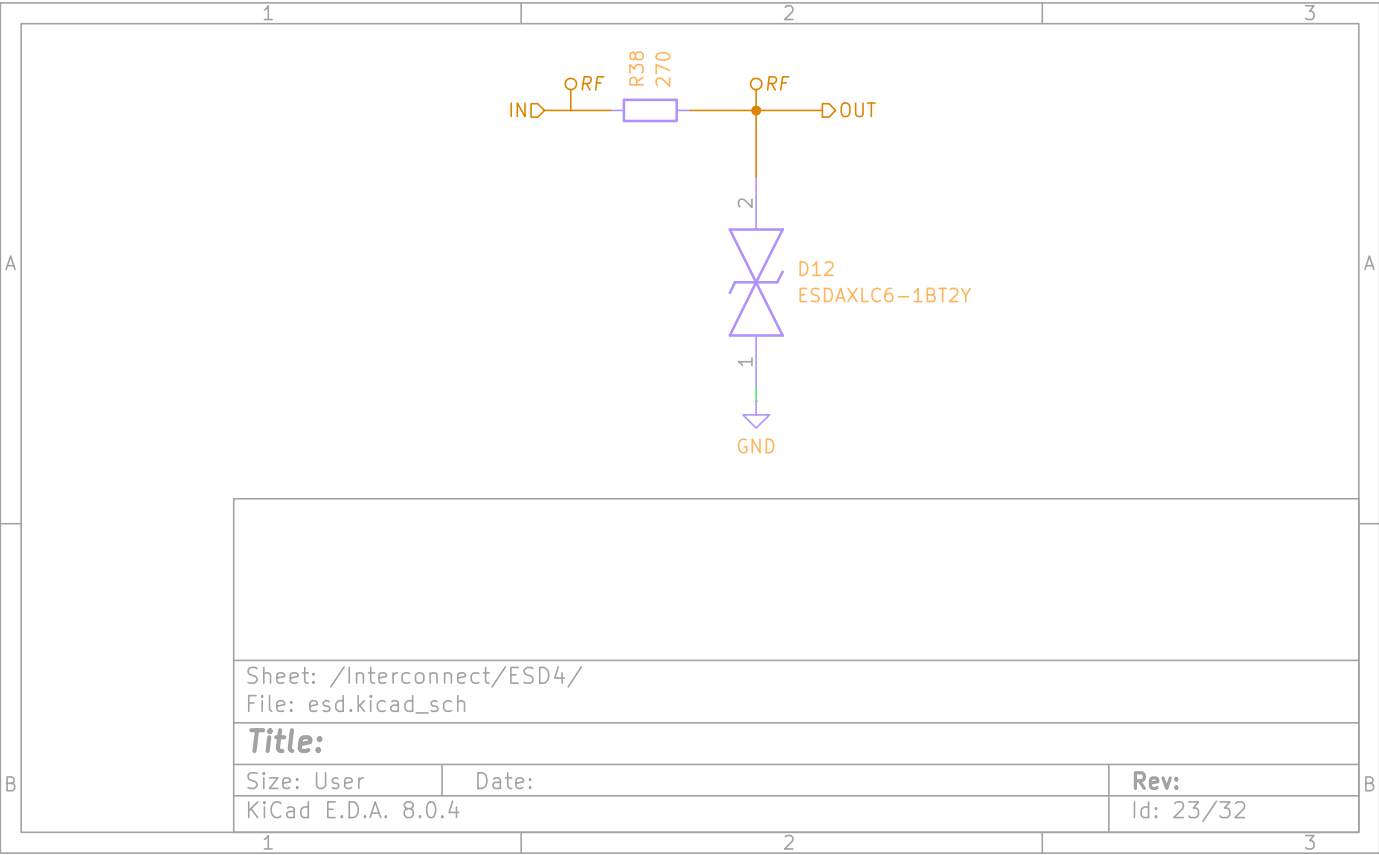 1 2 3
R38
270
RF RF
IN OUT
2
A A
D12
ESDAXLC6-1BT2Y
1
GND
Sheet: /Interconnect/ESD4/
File: esd.kicad_sch
Title:
B B
Size: User Date: Rev:
KiCad E.D.A. 8.0.4 Id: 23/32
1 2 3